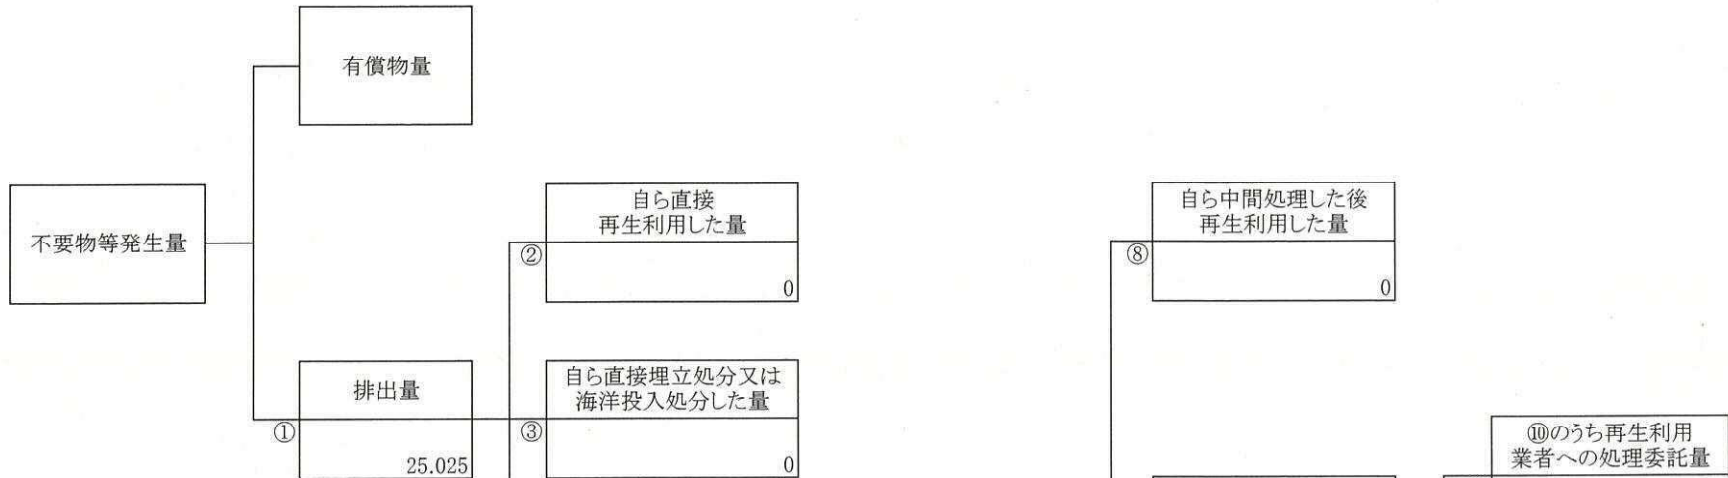 有償物量
不要物等発生量
自ら直接
再生利用した量
②
0
自ら中間処理した後
再生利用した量
⑧
0
排出量
①
25.025
自ら直接埋立処分又は
海洋投入処分した量
③
0
⑩のうち再生利用
業者への処理委託量